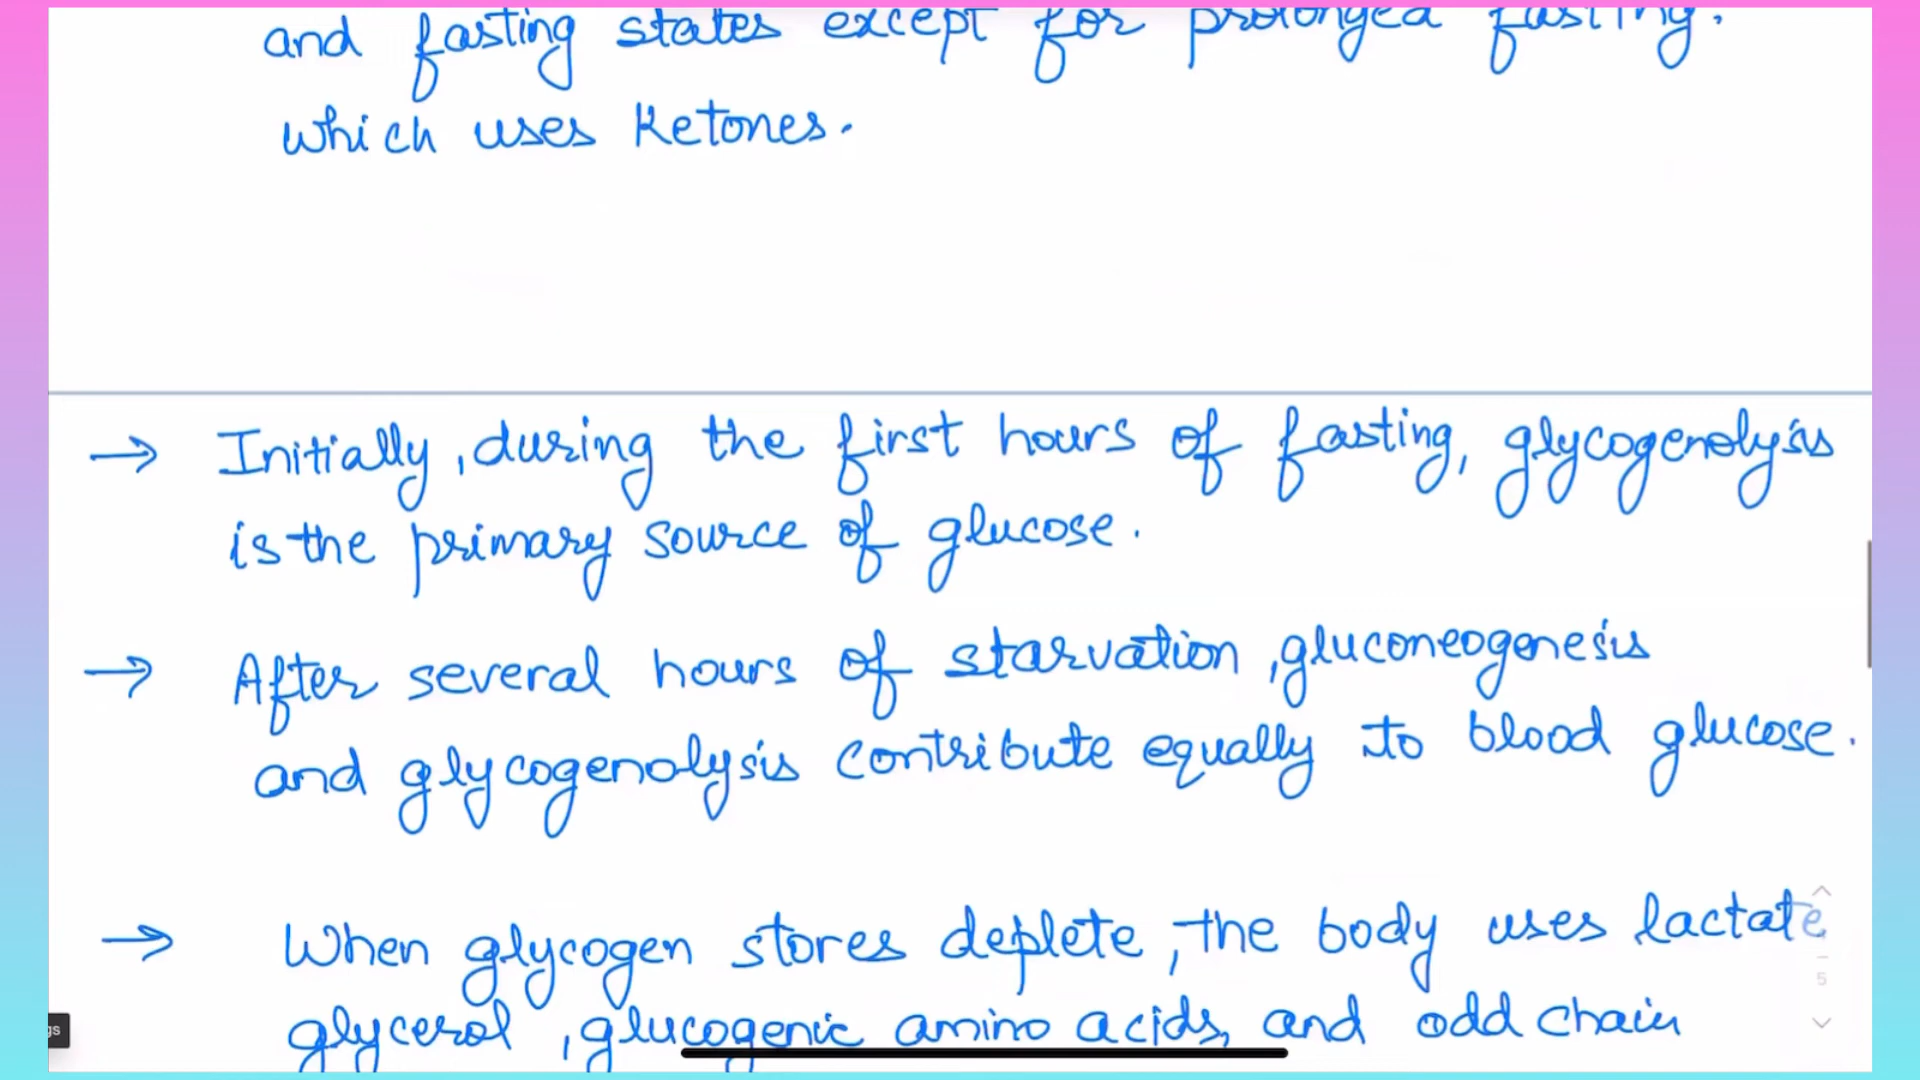 and fasting states except for prolonged fasting.
which uses Ketones.
→ Initially, during the first hours of fasting, glycogenolysis
is the primary source of glucose.
→ After several hours of starvation, gluconeogenesis
and glycogenolysis contribute equally to blood glucose.
→ When glycogen stores deplete, the body uses lactate
5
glycerol, glucogenic amino acids, and odd chain
gs